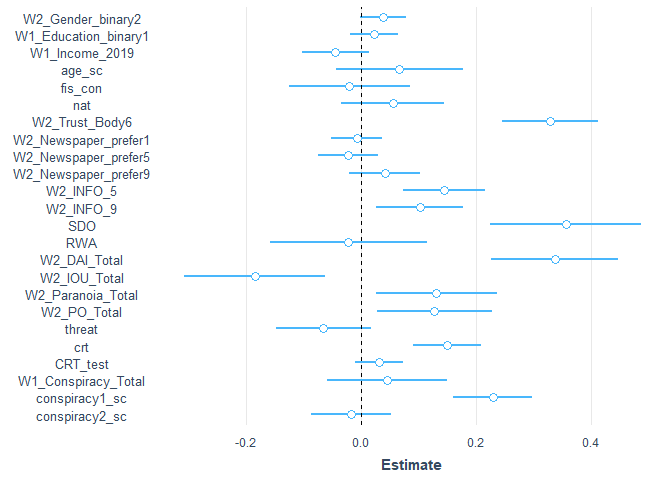 W2_Gender_binary2
W1_Education_binary1
W1_Income_2019
age_sc
fis_con
nat
W2_Trust_Body6
W2_Newspaper_prefer1
W2_Newspaper_prefer5
W2_Newspaper_prefer9
W2_INFO_5
W2_INFO_9
SDO
RWA
W2_DAI_Total
W2_IOU_Total
W2_Paranoia_Total
W2_PO_Total
threat
crt
CRT_test
W1_Conspiracy_Total
conspiracy1_sc
conspiracy2_sc
-0.2 0.0 0.2 0.4
Estimate